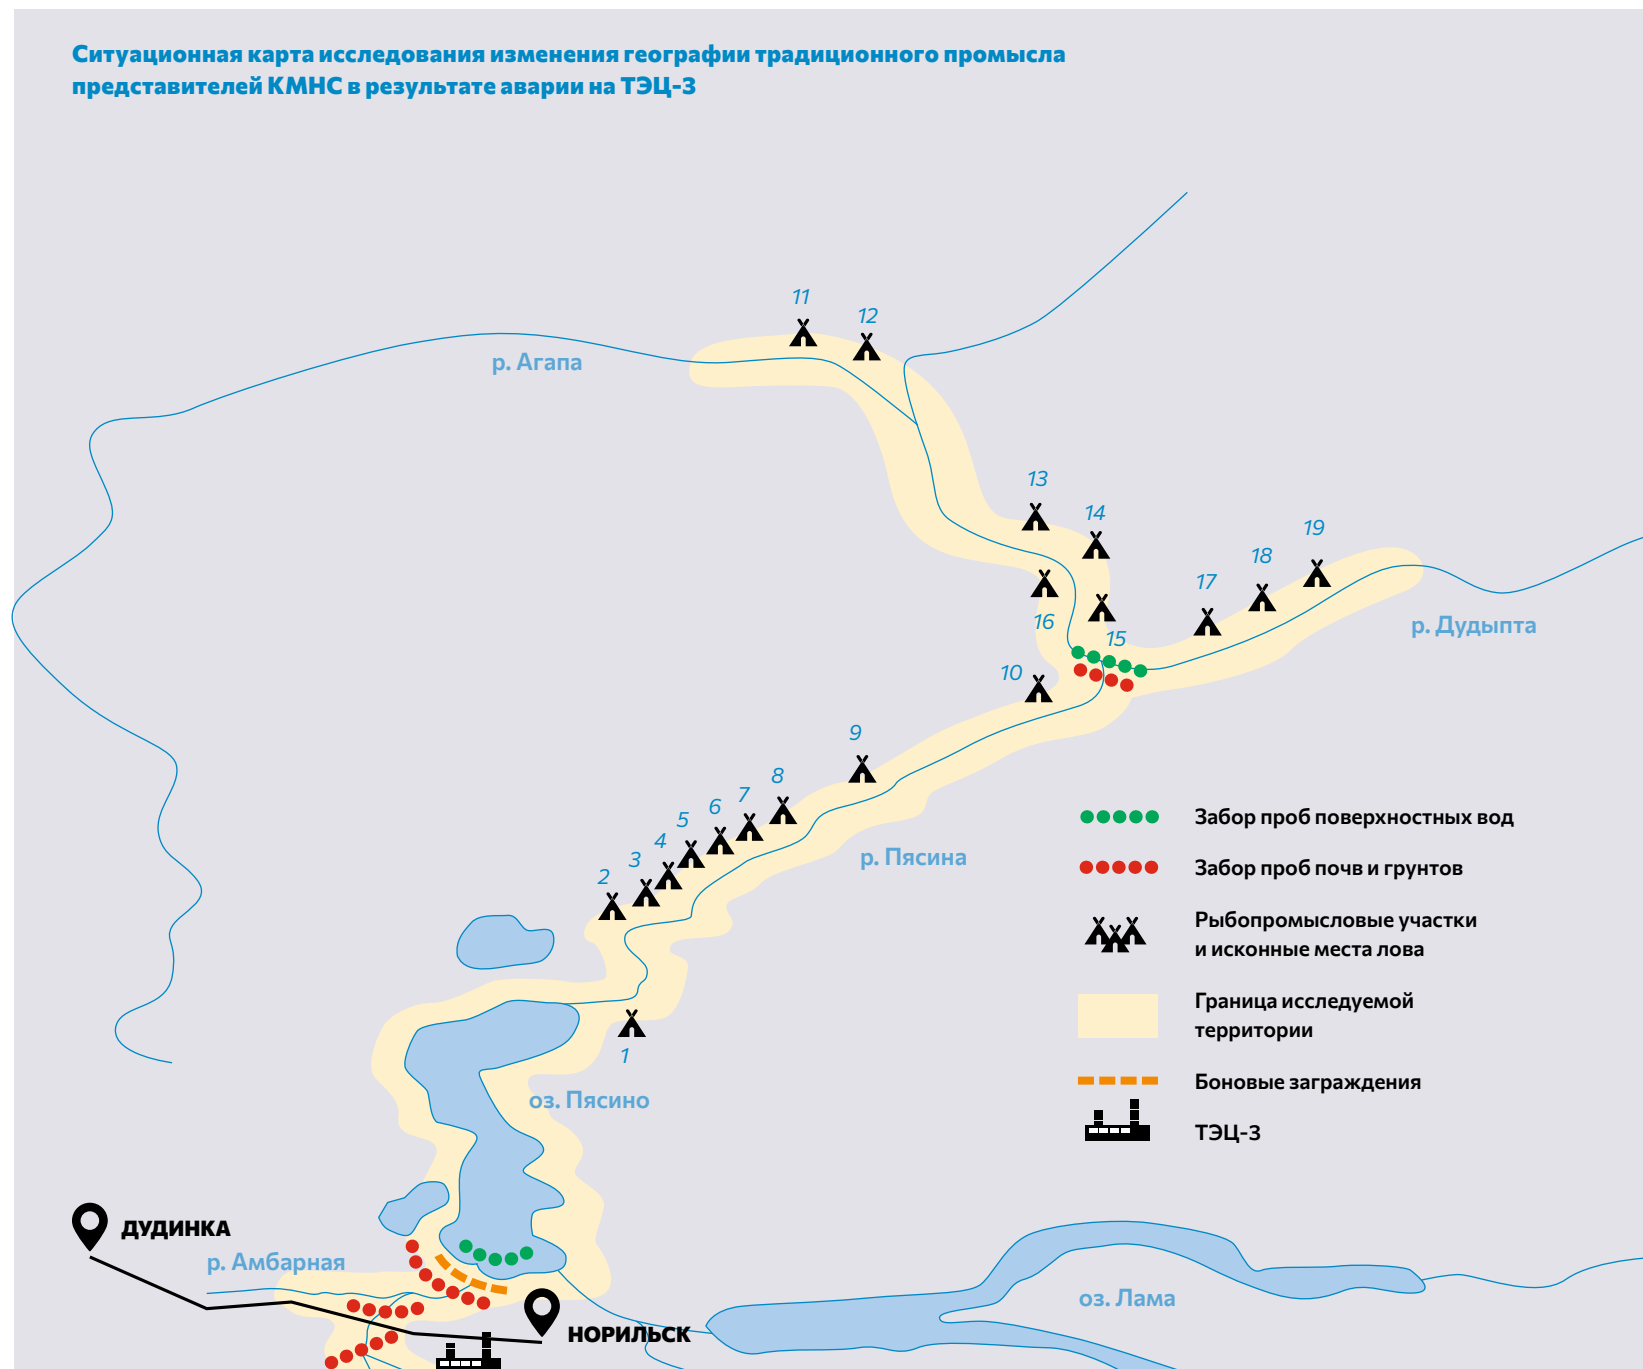 Ситуационная карта исследования изменения географии традиционного промысла
представителей КМНС в результате аварии на ТЭЦ-3
11
12
р. Агапа
13
14
19
18
17
16
15
р. Дудыпта
10
9
8
7
6
5
4
3
2
р. Пясина
1
оз. Пясино
Забор проб поверхностных вод
Забор проб почв и грунтов
Рыбопромысловые участки
и исконные места лова
Граница исследуемой
территории
Боновые заграждения
ТЭЦ-3
ДУДИНКА
р. Амбарная
оз. Лама
НОРИЛЬСК